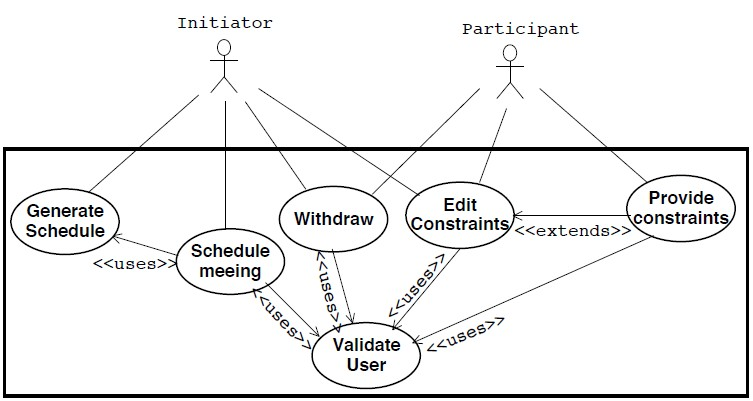 Initiator
Participant
Generate
Schedule
Schedule
meeing
Withdraw
Edit
Constraints
Provide
constraints
<<extends>>
<<uses>>
<<uses>>
<<uses>>
<<uses>>
<<uses>>
Validate
User